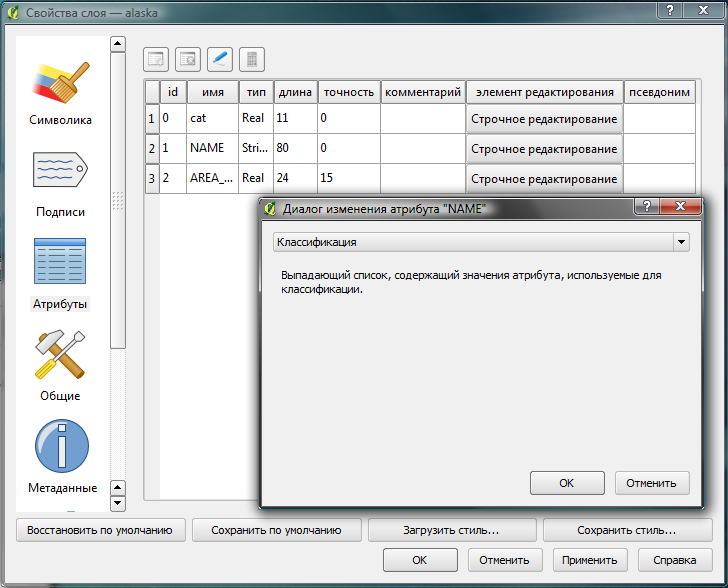 Свойства слоя — alaska
Символика
Подписи
Атрибуты
Общие
Метаданные
id имя тип длина точность комментарий элемент редактирования псевдоним
1 0 cat Real 11 0 Строчное редактирование
2 1 NAME Stri... 80 0 Строчное редактирование
3 2 AREA_... Real 24 15 Строчное редактирование
Диалог изменения атрибута "NAME"
Классификация
Выпадающий список, содержащий значения атрибута, используемые для
классификации.
OK Отменить
Восстановить по умолчанию Сохранить по умолчанию Загрузить стиль... Сохранить стиль...
OK Отменить Применить Справка